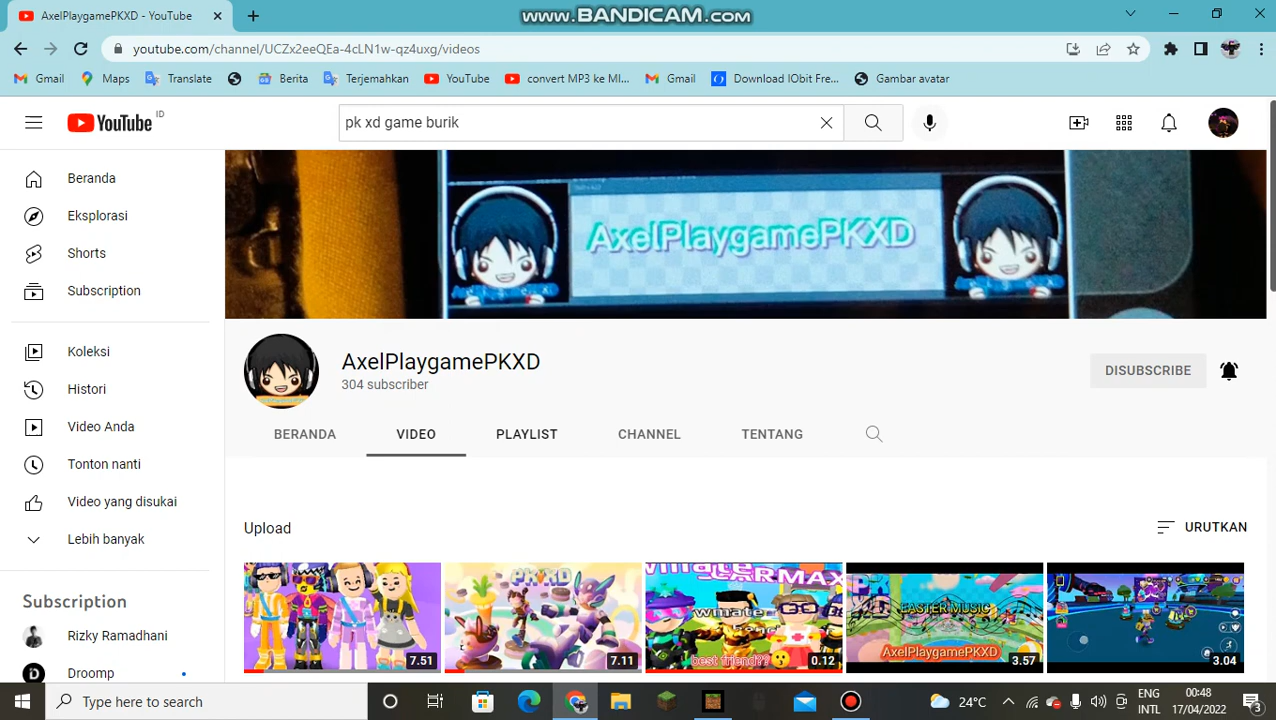 AxelPlaygamePKXD - YouTube
www.BANDICAM.com
youtube.com/channel/UCZx2eeQEa-4cLN1w-qz4uxg/videos
Gmail
Maps
Translate
Berita
Terjemahkan
YouTube
convert MP3 ke MI...
Gmail
Download IObit Fre...
Gambar avatar
YouTube ID
pk xd game burik
Beranda
Eksplorasi
Shorts
Subscription
Koleksi
Histori
Video Anda
Tonton nanti
Video yang disukai
Lebih banyak
Subscription
Rizky Ramadhani
Droomp
AxelPlaygamePKXD
AxelPlaygamePKXD
304 subscriber
DISUBSCRIBE
BERANDA
VIDEO
PLAYLIST
CHANNEL
TENTANG
Upload
URUTKAN
7.51
PKXD
7.11
best friend??
0.12
EASTER MUSIC
AxelPlaygamePKXD
3.57
3.04
Type here to search
24°C
ENG
INTL
00:48
17/04/2022
3